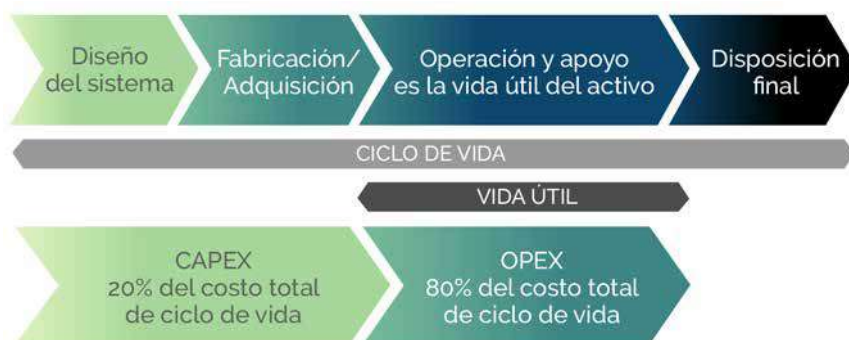 Diseño
del sistema
Fabricación/
Adquisición
Operación y apoyo
es la vida útil del activo
Disposición
final
CICLO DE VIDA
VIDA ÚTIL
CAPEX
20% del costo total
de ciclo de vida
OPEX
80% del costo total
de ciclo de vida